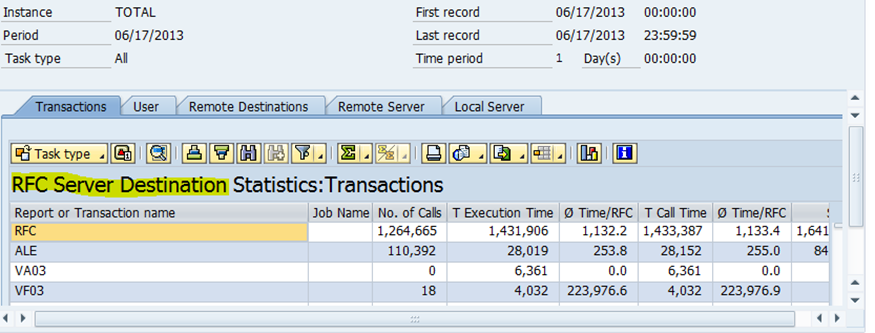 Instance TOTAL First record 06/17/2013 00:00:00
Period 06/17/2013 Last record 06/17/2013 23:59:59
Task type All Time period 1 Day(s) 00:00:00
Transactions User Remote Destinations Remote Server Local Server
Task type
RFC Server Destination Statistics:Transactions
Report or Transaction name Job Name No. of Calls T Execution Time Ø Time/RFC T Call Time Ø Time/RFC
RFC 1,264,665 1,431,906 1,132.2 1,433,387 1,133.4 1,641
ALE 110,392 28,019 253.8 28,152 255.0 84
VA03 0 6,361 0.0 6,361 0.0
VF03 18 4,032 223,976.6 4,032 223,976.9